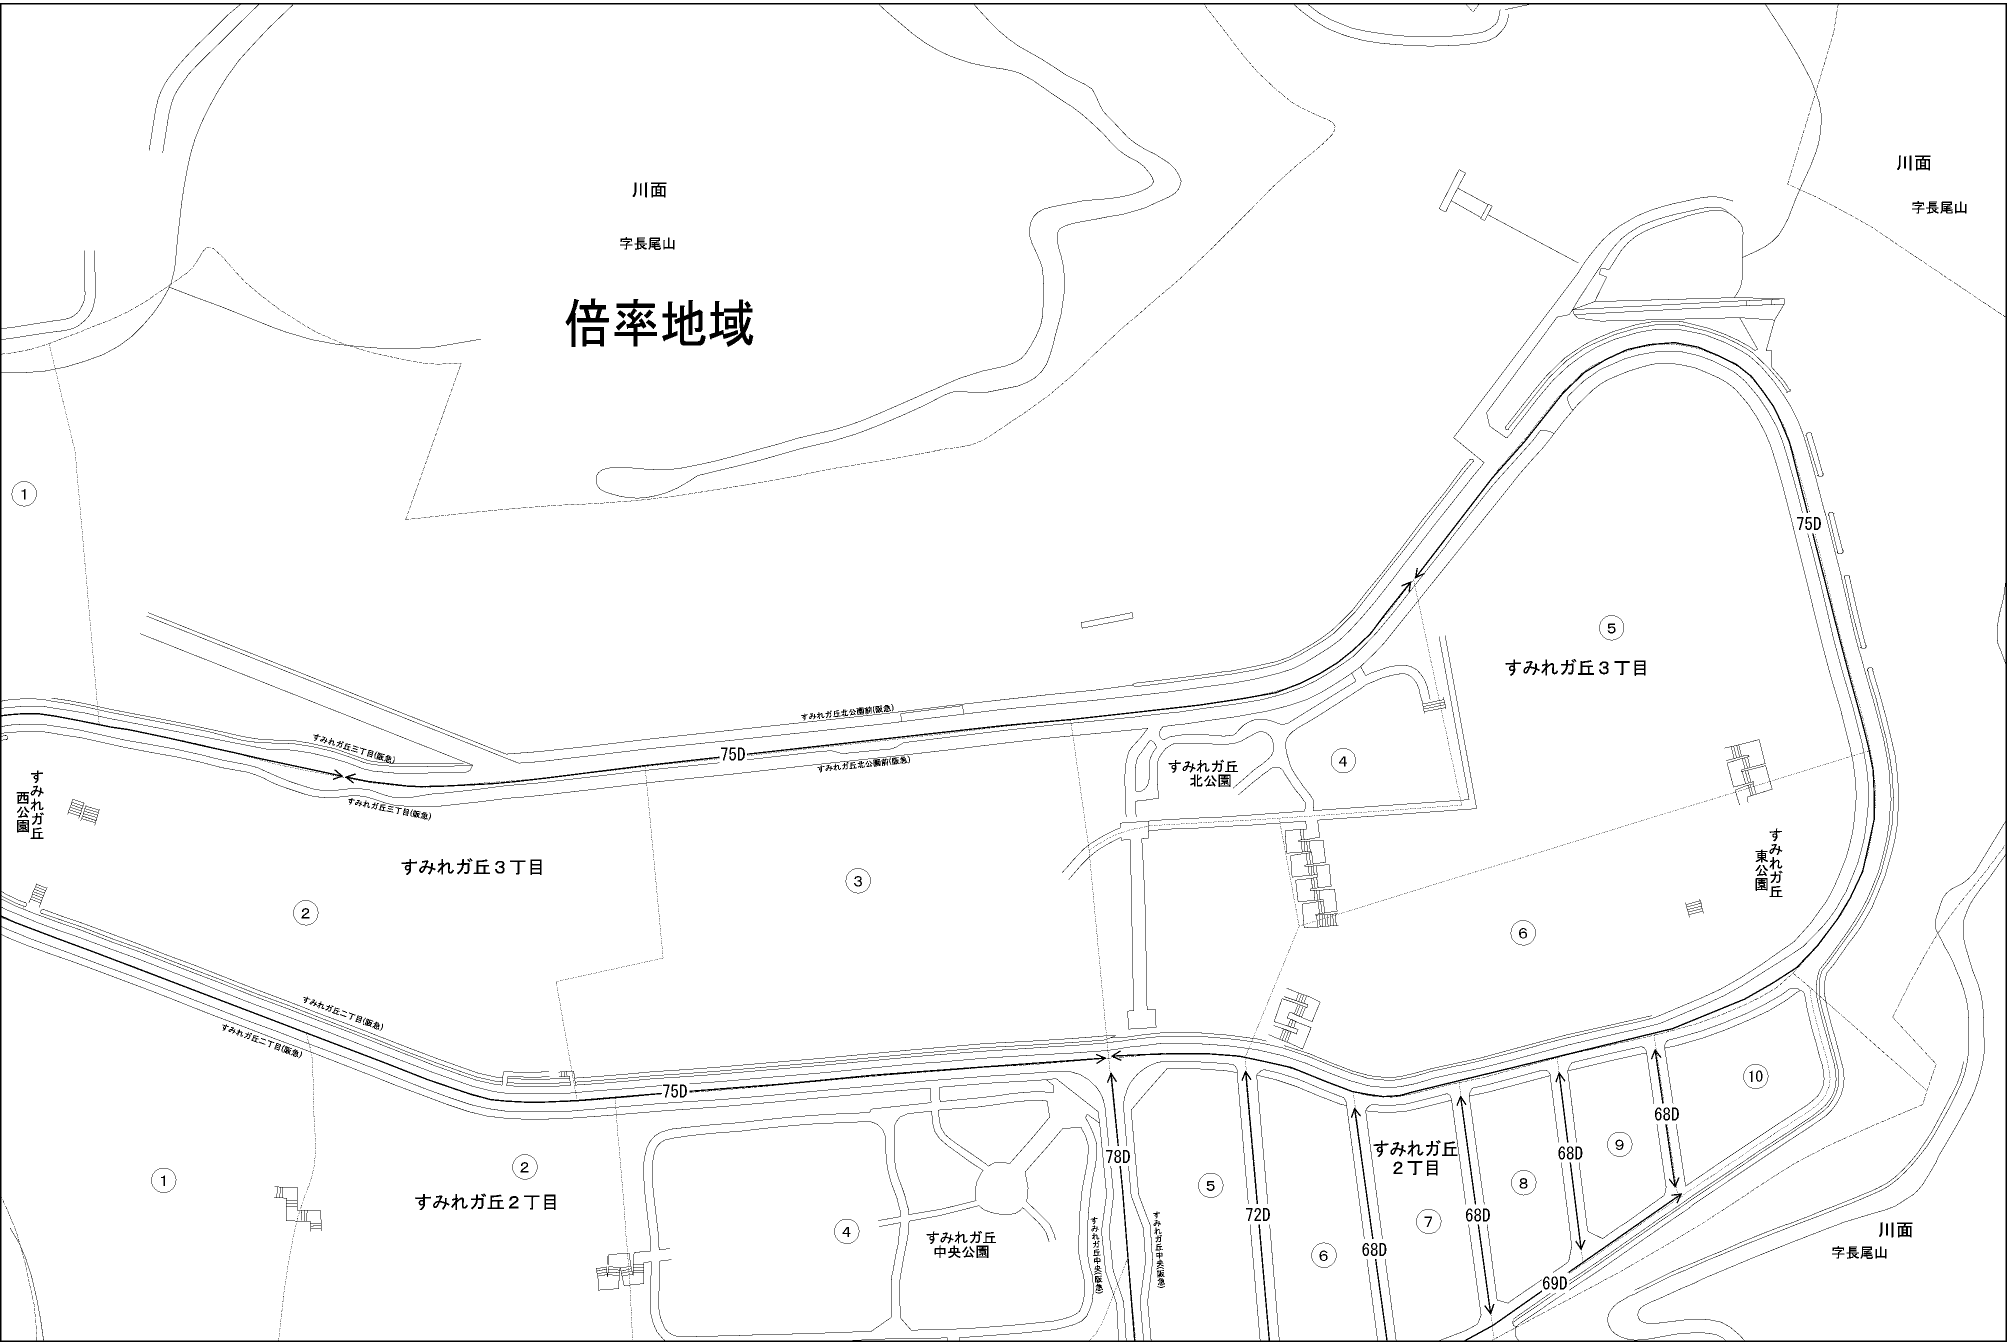 川面
字長尾山
倍率地域
川面
字長尾山
①
75D
⑤
すみれガ丘３丁目
すみれガ丘北公園前(阪急)
すみれガ丘三丁目(阪急)
75D
すみれガ丘北公園前(阪急)
すみれガ丘
北公園
④
すみれガ丘三丁目(阪急)
すみれガ丘
西公園
すみれガ丘３丁目
③
②
すみれガ丘
東公園
⑥
すみれガ丘二丁目(阪急)
すみれガ丘二丁目(阪急)
75D
⑩
68D
⑨
68D
すみれガ丘
２丁目
78D
①
②
すみれガ丘２丁目
⑤
⑧
72D
68D
⑦
④
すみれガ丘
中央公園
すみれガ丘中央(阪急)
すみれガ丘中央(阪急)
⑥
68D
69D
川面
字長尾山